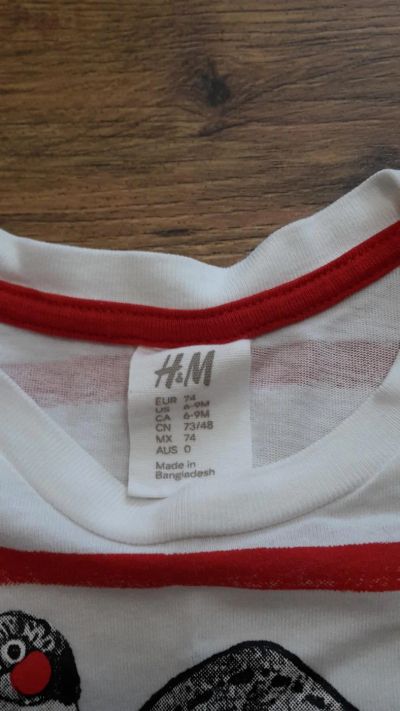 H&M
EUR 74
US 6-9M
CA 6-9M
CN 73/48
MX 74
AUS 0
Made in
Bangladesh